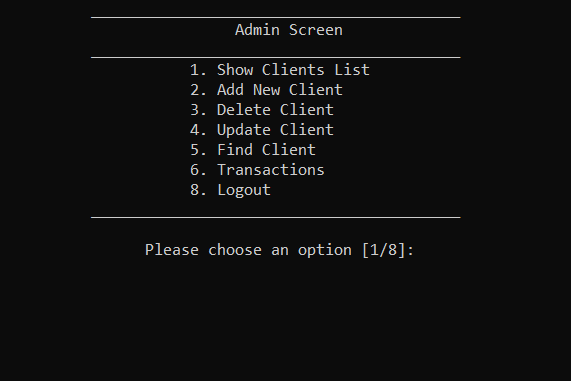 Admin Screen
1. Show Clients List
2. Add New Client
3. Delete Client
4. Update Client
5. Find Client
6. Transactions
8. Logout
Please choose an option [1/8]: